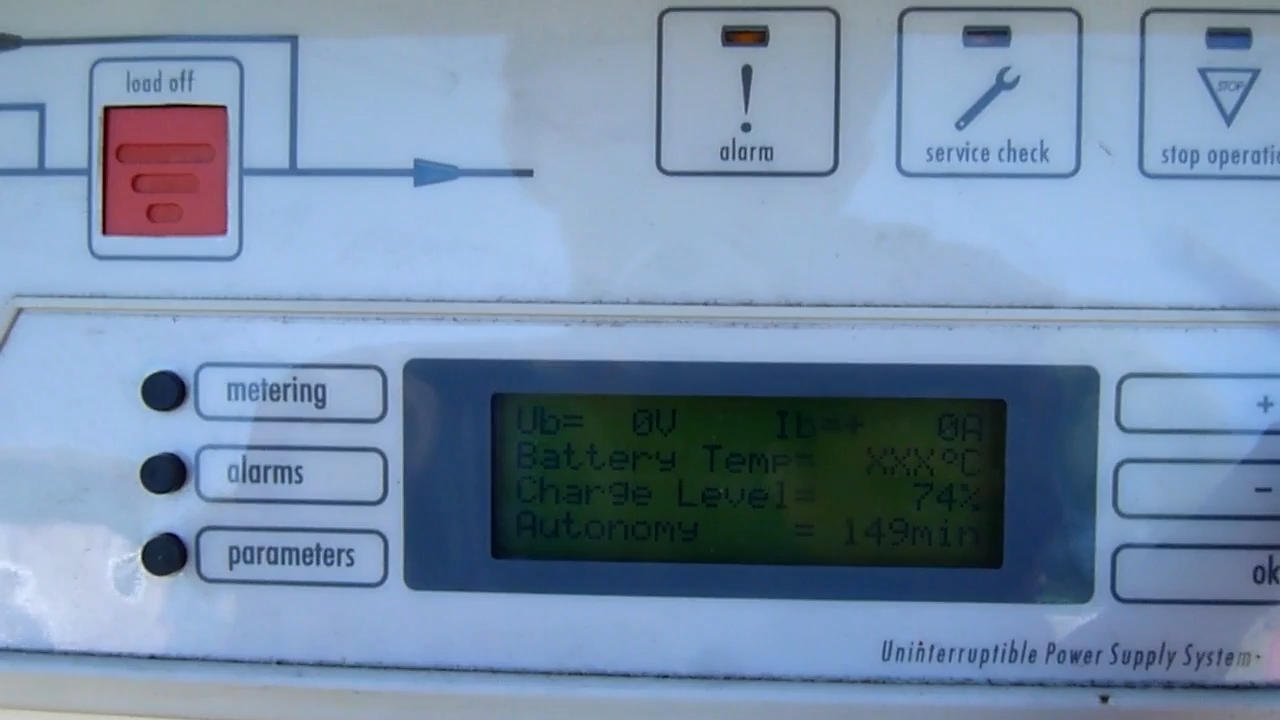 load off
alarm
service check
STOP
stop operati
metering
alarms
parameters
Ub= 0V Ib=+ 0A
Battery Temp= XXX°C
Charge Level= 74%
Autonomy = 149min
+
-
ok
Uninterruptible Power Supply System